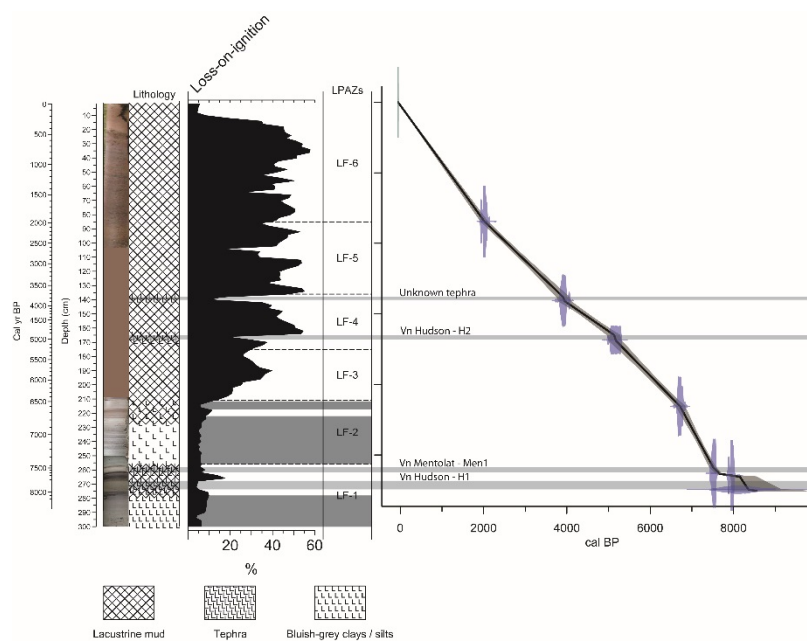 Loss-on-ignition
Lithology
LPAZs
Cal yr BP
0
500
1000
1500
2000
2500
3000
3500
4000
4500
5000
5500
6000
6500
7000
7500
8000
Depth (cm)
10
20
30
40
50
60
70
80
90
100
110
120
130
140
150
160
170
180
190
200
210
220
230
240
250
260
270
280
290
300
LF-6
LF-5
LF-4
LF-3
LF-2
LF-1
Unknown tephra
Vn Hudson - H2
Vn Mentolat - Men1
Vn Hudson - H1
20 40 60
%
0 2000 4000 6000 8000
cal BP
Lacustrine mud
Tephra
Bluish-grey clays / silts